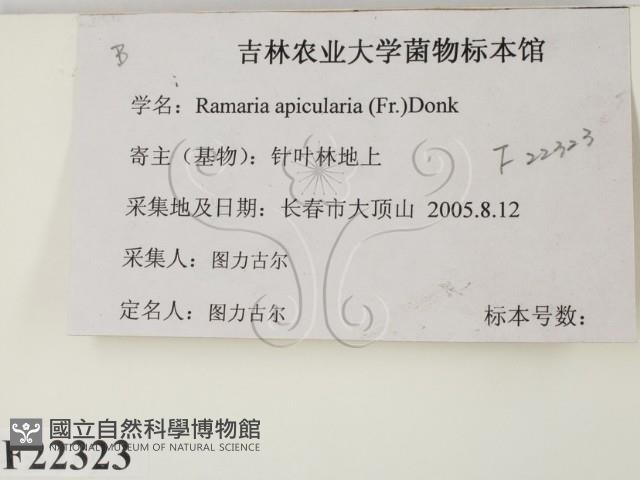 B
吉林农业大学菌物标本馆
学名：Ramaria apicularia (Fr.)Donk
寄主（基物）：针叶林地上
F 22323
采集地及日期：长春市大顶山 2005.8.12
采集人：图力古尔
定名人：图力古尔
标本号数：
國立自然科學博物館
NATIONAL MUSEUM OF NATURAL SCIENCE
F22323